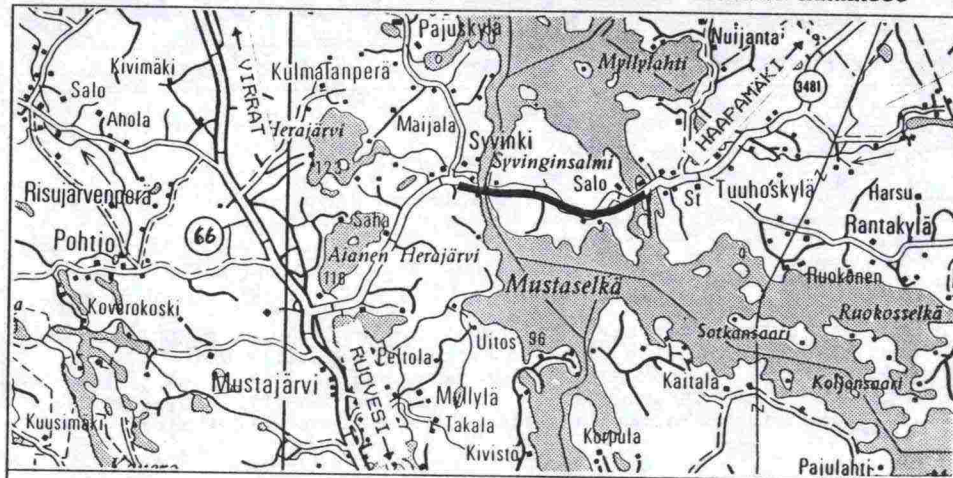 Pajuskylä
Nuijanta
Kivimäki
VIRRAT
Kulmalanperä
Myllylahti
HAAPAMÄKI
3481
Salo
Ahola
Herajärvi
Maijala
Syvinki
Syvinginsalmi
Salo
St
Tuuhoskylä
Harsu
Risujärvenperä
66
Saha
Rantakylä
Pohtio
Herajärvi
118
Mustaselkä
Ruokonen
Koverokoski
Ruokosselkä
Uitos
96
Sotkansaari
Peltola
RUOVESI
Kaitala
Koljonsaari
Mustajärvi
Myllylä
Takala
Kuusimäki
Kivistö
Korpula
Pajulahti